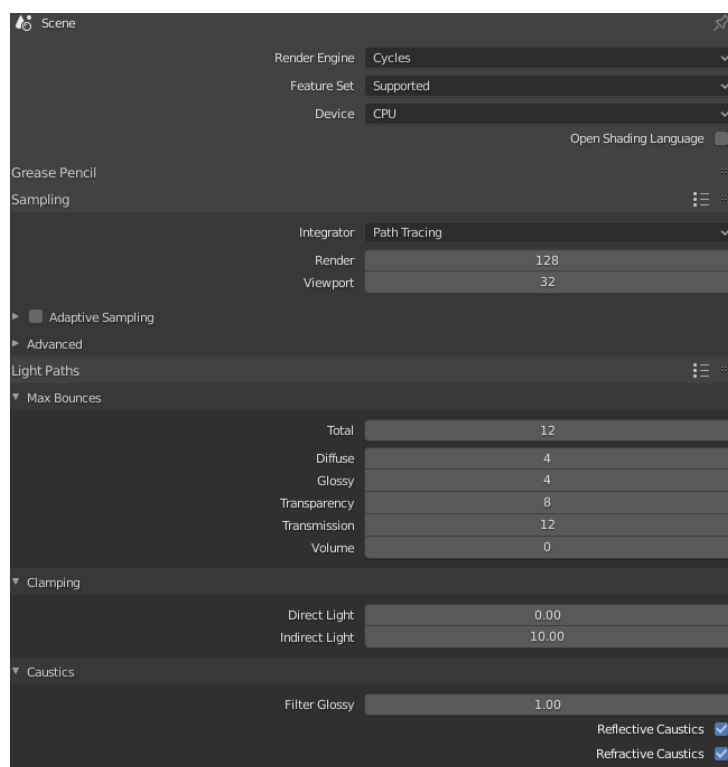 Scene
Render Engine Cycles
Feature Set Supported
Device CPU
Open Shading Language
Grease Pencil
Sampling
Integrator Path Tracing
Render 128
Viewport 32
Adaptive Sampling
Advanced
Light Paths
Max Bounces
Total 12
Diffuse 4
Glossy 4
Transparency 8
Transmission 12
Volume 0
Clamping
Direct Light 0.00
Indirect Light 10.00
Caustics
Filter Glossy 1.00
Reflective Caustics
Refractive Caustics